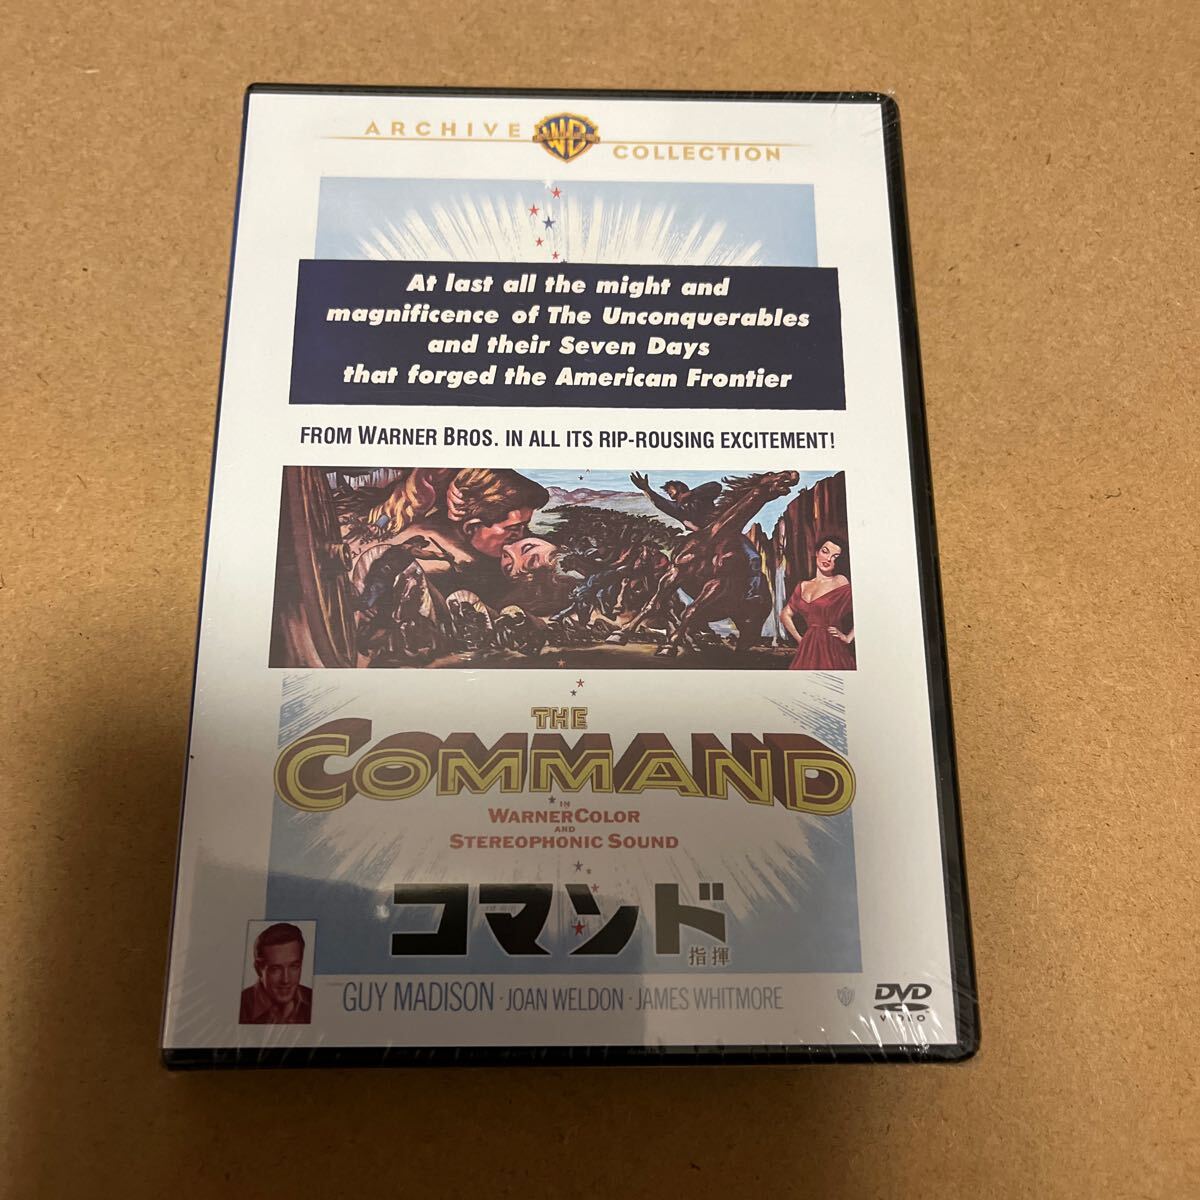 ARCHIVE WB COLLECTION
At last all the might and
magnificence of The Unconquerables
and their Seven Days
that forged the American Frontier
FROM WARNER BROS. IN ALL ITS RIP-ROUSING EXCITEMENT!
THE
COMMAND
IN
WARNERCOLOR
AND
STEREOPHONIC SOUND
コマンド
指揮
GUY MADISON · JOAN WELDON · JAMES WHITMORE
DVD
VIDEO